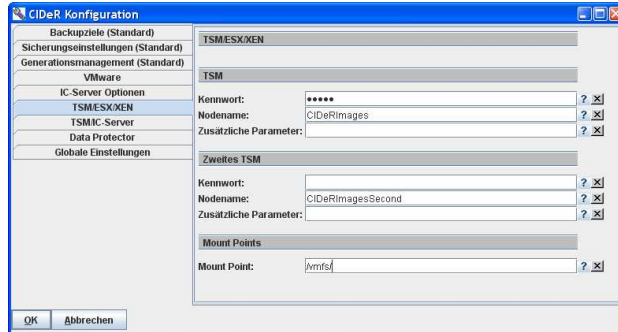 CIDeR Konfiguration
Backupziele (Standard)
Sicherungseinstellungen (Standard)
Generationsmanagement (Standard)
VMware
IC-Server Optionen
TSM/ESX/XEN
TSM/IC-Server
Data Protector
Globale Einstellungen
TSM/ESX/XEN
TSM
Kennwort: ●●●●● ? X
Nodename: CIDeRImages ? X
Zusätzliche Parameter: ? X
Zweites TSM
Kennwort: ? X
Nodename: CIDeRImagesSecond ? X
Zusätzliche Parameter: ? X
Mount Points
Mount Point: /vmfs/ ? X
OK Abbrechen